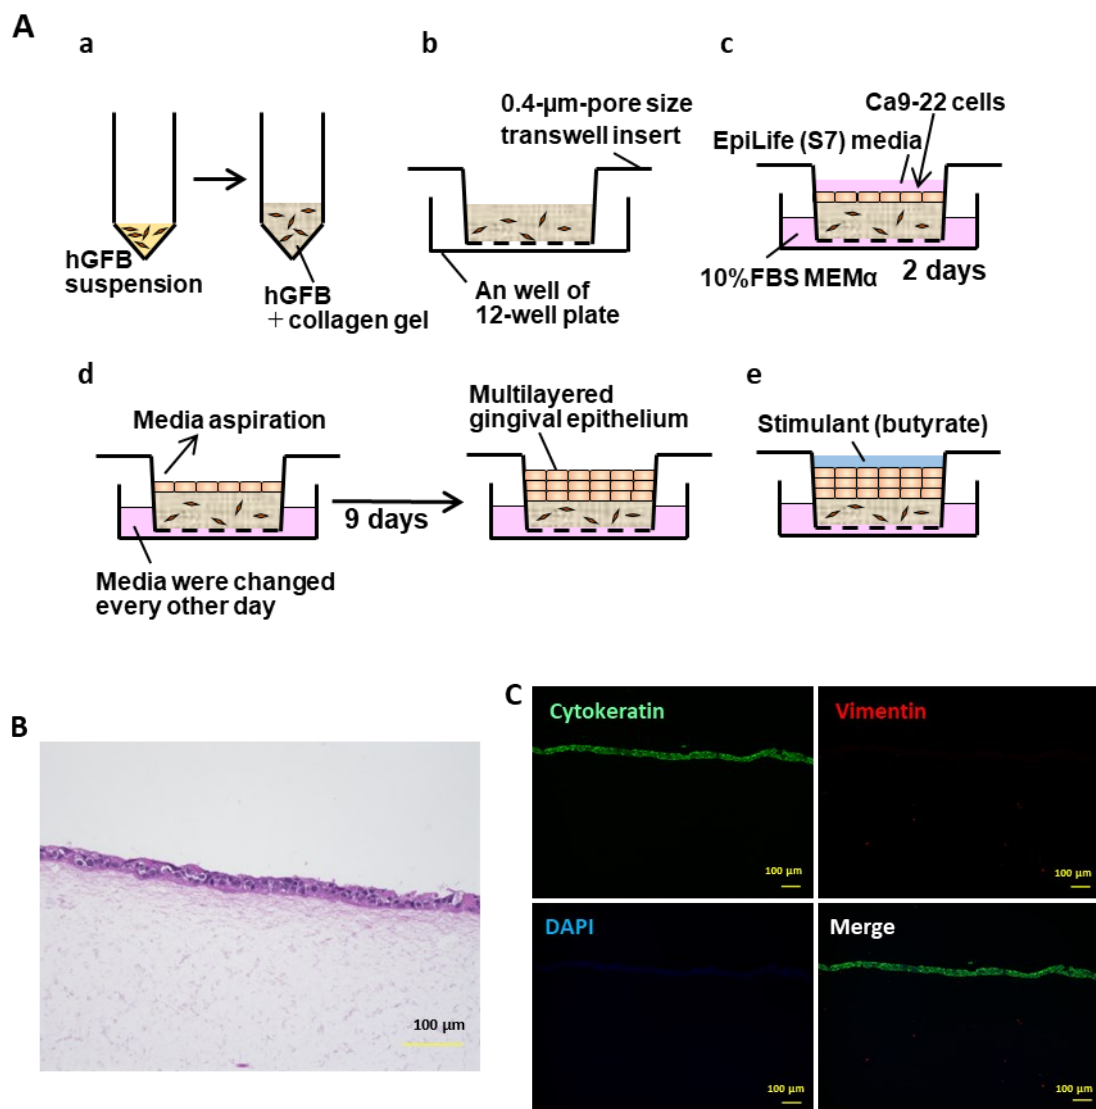 A
a
hGFB
suspension
hGFB
+ collagen gel
b
0.4-µm-pore size
transwell insert
An well of
12-well plate
c
Ca9-22 cells
EpiLife (S7) media
10%FBS MEMα
2 days
d
Media aspiration
9 days
Media were changed
every other day
Multilayered
gingival epithelium
e
Stimulant (butyrate)
B
100 µm
C
Cytokeratin
100 µm
Vimentin
100 µm
DAPI
100 µm
Merge
100 µm